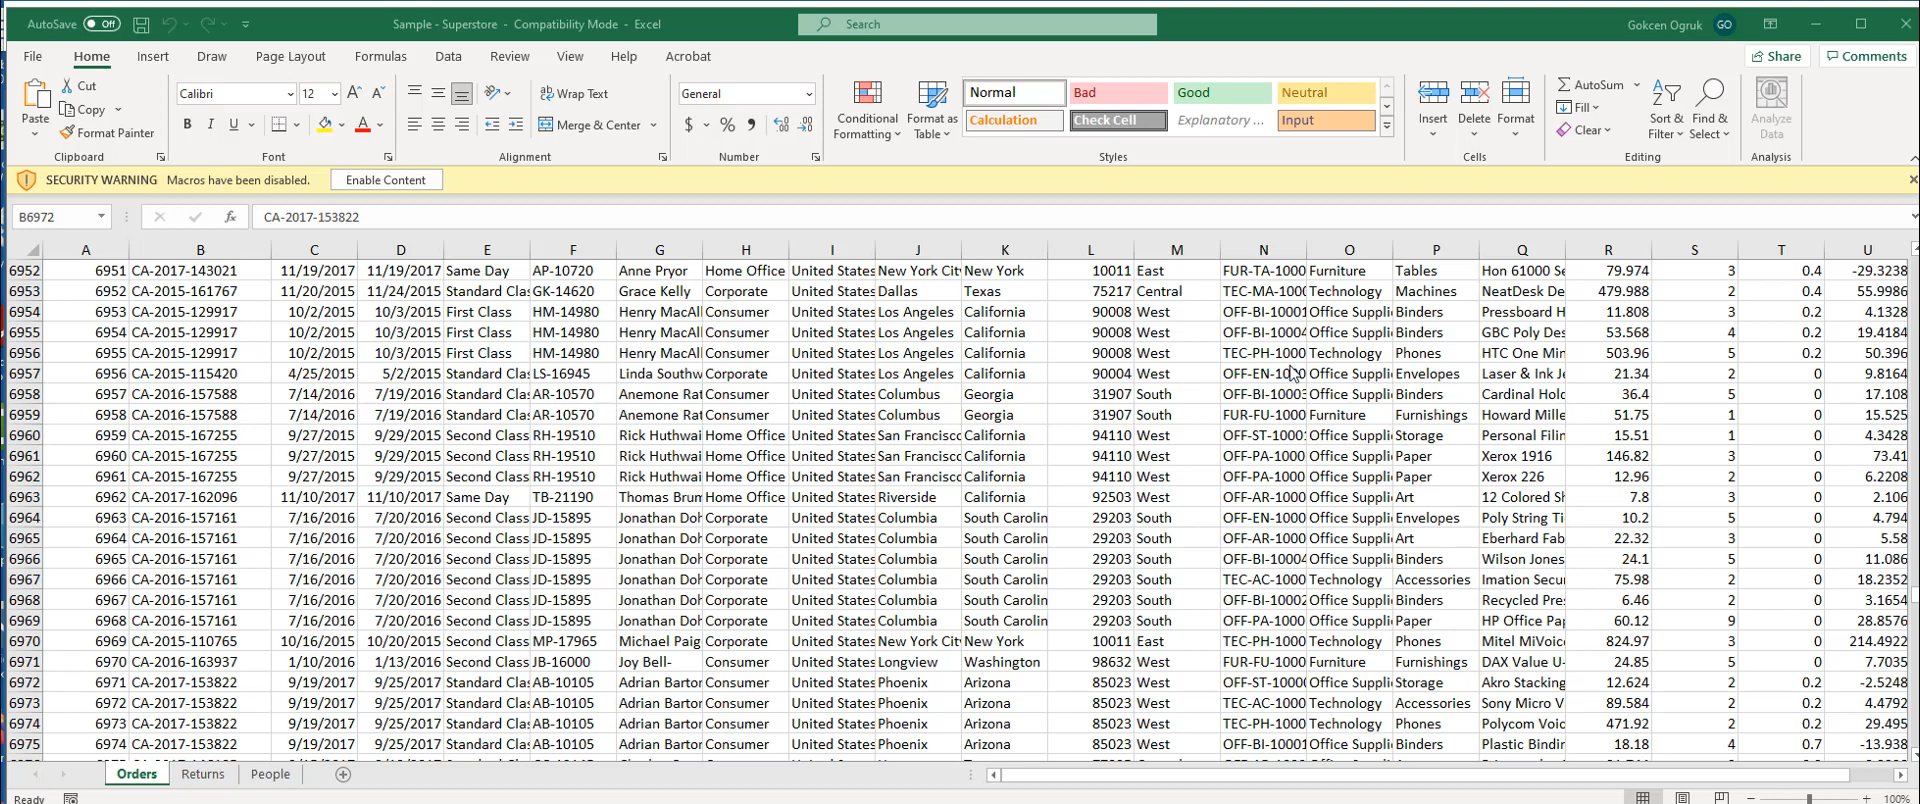 AutoSave Off Sample - Superstore - Compatibility Mode - Excel Search Gokcen Ogruk GO
File Home Insert Draw Page Layout Formulas Data Review View Help Acrobat Share Comments
Paste Cut Copy Format Painter Clipboard
Calibri 12 A A B I U A Font
ab Wrap Text Merge & Center Alignment
General $ % , Number
Conditional Formatting Format as Table
Normal Bad Good Neutral
Calculation Check Cell Explanatory ... Input
Styles
Insert Delete Format Cells
AutoSum Fill Clear Sort & Filter Find & Select Editing
Analyze Data Analysis
SECURITY WARNING Macros have been disabled. Enable Content
B6972 fx CA-2017-153822
A B C D E F G H I J K L M N O P Q R S T U
6952 6951 CA-2017-143021 11/19/2017 11/19/2017 Same Day AP-10720 Anne Pryor Home Office United States New York Cit New York 10011 East FUR-TA-1000 Furniture Tables Hon 61000 Se 79.974 3 0.4 -29.3238
6953 6952 CA-2015-161767 11/20/2015 11/24/2015 Standard Clas GK-14620 Grace Kelly Corporate United States Dallas Texas 75217 Central TEC-MA-1000 Technology Machines NeatDesk De 479.988 2 0.4 55.9986
6954 6953 CA-2015-129917 10/2/2015 10/3/2015 First Class HM-14980 Henry MacAll Consumer United States Los Angeles California 90008 West OFF-BI-10001 Office Suppli Binders Pressboard H 11.808 3 0.2 4.1328
6955 6954 CA-2015-129917 10/2/2015 10/3/2015 First Class HM-14980 Henry MacAll Consumer United States Los Angeles California 90008 West OFF-BI-10004 Office Suppli Binders GBC Poly Des 53.568 4 0.2 19.4184
6956 6955 CA-2015-129917 10/2/2015 10/3/2015 First Class HM-14980 Henry MacAll Consumer United States Los Angeles California 90008 West TEC-PH-1000 Technology Phones HTC One Min 503.96 5 0.2 50.396
6957 6956 CA-2015-115420 4/25/2015 5/2/2015 Standard Clas LS-16945 Linda Southw Corporate United States Los Angeles California 90004 West OFF-EN-1000 Office Suppli Envelopes Laser & Ink Je 21.34 2 0 9.8164
6958 6957 CA-2016-157588 7/14/2016 7/19/2016 Standard Clas AR-10570 Anemone Rat Consumer United States Columbus Georgia 31907 South OFF-BI-10003 Office Suppli Binders Cardinal Hold 36.4 5 0 17.108
6959 6958 CA-2016-157588 7/14/2016 7/19/2016 Standard Clas AR-10570 Anemone Rat Consumer United States Columbus Georgia 31907 South FUR-FU-1000 Furniture Furnishings Howard Mille 51.75 1 0 15.525
6960 6959 CA-2015-167255 9/27/2015 9/29/2015 Second Class RH-19510 Rick Huthwai Home Office United States San Francisco California 94110 West OFF-ST-10001 Office Suppli Storage Personal Filin 15.51 1 0 4.3428
6961 6960 CA-2015-167255 9/27/2015 9/29/2015 Second Class RH-19510 Rick Huthwai Home Office United States San Francisco California 94110 West OFF-PA-1000 Office Suppli Paper Xerox 1916 146.82 3 0 73.41
6962 6961 CA-2015-167255 9/27/2015 9/29/2015 Second Class RH-19510 Rick Huthwai Home Office United States San Francisco California 94110 West OFF-PA-1000 Office Suppli Paper Xerox 226 12.96 2 0 6.2208
6963 6962 CA-2017-162096 11/10/2017 11/10/2017 Same Day TB-21190 Thomas Brum Home Office United States Riverside California 92503 West OFF-AR-1000 Office Suppli Art 12 Colored Sh 7.8 3 0 2.106
6964 6963 CA-2016-157161 7/16/2016 7/20/2016 Second Class JD-15895 Jonathan Doh Corporate United States Columbia South Carolin 29203 South OFF-EN-1000 Office Suppli Envelopes Poly String Ti 10.2 5 0 4.794
6965 6964 CA-2016-157161 7/16/2016 7/20/2016 Second Class JD-15895 Jonathan Doh Corporate United States Columbia South Carolin 29203 South OFF-AR-1000 Office Suppli Art Eberhard Fab 22.32 3 0 5.58
6966 6965 CA-2016-157161 7/16/2016 7/20/2016 Second Class JD-15895 Jonathan Doh Corporate United States Columbia South Carolin 29203 South OFF-BI-10004 Office Suppli Binders Wilson Jones 24.1 5 0 11.086
6967 6966 CA-2016-157161 7/16/2016 7/20/2016 Second Class JD-15895 Jonathan Doh Corporate United States Columbia South Carolin 29203 South TEC-AC-1000 Technology Accessories Imation Secu 75.98 2 0 18.2352
6968 6967 CA-2016-157161 7/16/2016 7/20/2016 Second Class JD-15895 Jonathan Doh Corporate United States Columbia South Carolin 29203 South OFF-BI-10002 Office Suppli Binders Recycled Pres 6.46 2 0 3.1654
6969 6968 CA-2016-157161 7/16/2016 7/20/2016 Second Class JD-15895 Jonathan Doh Corporate United States Columbia South Carolin 29203 South OFF-PA-1000 Office Suppli Paper HP Office Pap 60.12 9 0 28.8576
6970 6969 CA-2015-110765 10/16/2015 10/20/2015 Second Class MP-17965 Michael Paig Corporate United States New York Cit New York 10011 East TEC-PH-1000 Technology Phones Mitel MiVoice 824.97 3 0 214.4922
6971 6970 CA-2016-163937 1/10/2016 1/13/2016 Second Class JB-16000 Joy Bell- Consumer United States Longview Washington 98632 West FUR-FU-1000 Furniture Furnishings DAX Value U- 24.85 5 0 7.7035
6972 6971 CA-2017-153822 9/19/2017 9/25/2017 Standard Clas AB-10105 Adrian Barton Consumer United States Phoenix Arizona 85023 West OFF-ST-10000 Office Suppli Storage Akro Stacking 12.624 2 0.2 -2.5248
6973 6972 CA-2017-153822 9/19/2017 9/25/2017 Standard Clas AB-10105 Adrian Barton Consumer United States Phoenix Arizona 85023 West TEC-AC-1000 Technology Accessories Sony Micro V 89.584 2 0.2 4.4792
6974 6973 CA-2017-153822 9/19/2017 9/25/2017 Standard Clas AB-10105 Adrian Barton Consumer United States Phoenix Arizona 85023 West TEC-PH-1000 Technology Phones Polycom Voic 471.92 2 0.2 29.495
6975 6974 CA-2017-153822 9/19/2017 9/25/2017 Standard Clas AB-10105 Adrian Barton Consumer United States Phoenix Arizona 85023 West OFF-BI-10001 Office Suppli Binders Plastic Bindin 18.18 4 0.7 -13.938
Orders Returns People
Ready 100%